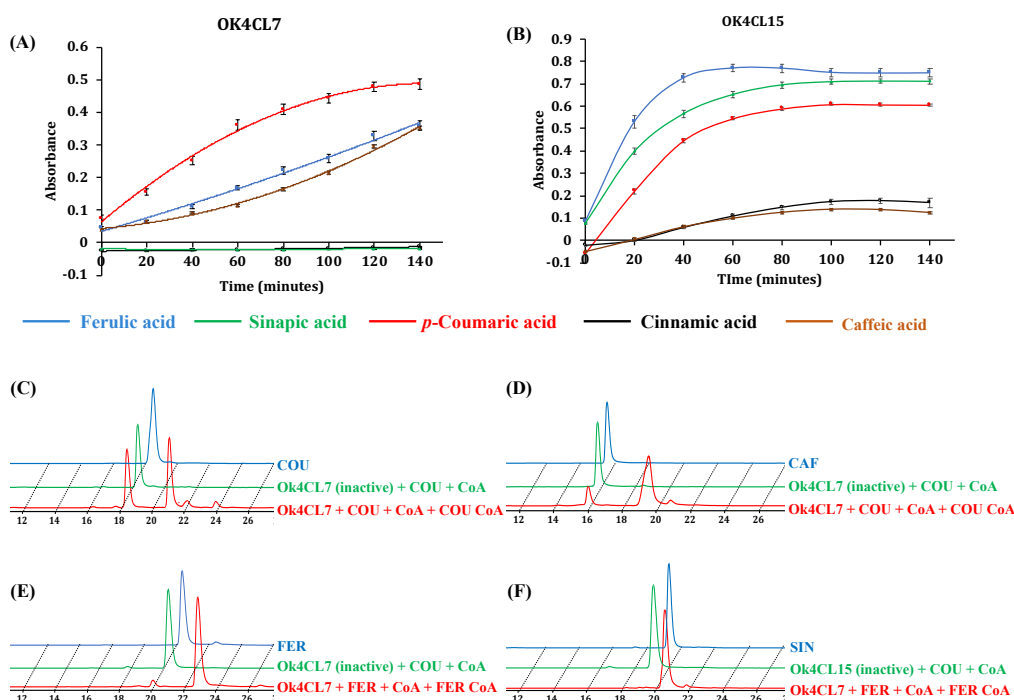 OK4CL7
(A)
0.6
0.5
0.4
0.3
0.2
0.1
0
-0.1
Absorbance
0 20 40 60 80 100 120 140
Time (minutes)
OK4CL15
(B)
0.9
0.8
0.7
0.6
0.5
0.4
0.3
0.2
0.1
0
-0.1
Absorbance
0 20 40 60 80 100 120 140
TIme (minutes)
Ferulic acid Sinapic acid p-Coumaric acid Cinnamic acid Caffeic acid
(C)
COU
Ok4CL7 (inactive) + COU + CoA
Ok4CL7 + COU + CoA + COU CoA
12 14 16 18 20 22 24 26
(D)
CAF
Ok4CL7 (inactive) + COU + CoA
Ok4CL7 + COU + CoA + COU CoA
12 14 16 18 20 22 24 26
(E)
FER
Ok4CL7 (inactive) + COU + CoA
Ok4CL7 + FER + CoA + FER CoA
12 14 16 18 20 22 24 26
(F)
SIN
Ok4CL15 (inactive) + COU + CoA
Ok4CL7 + FER + CoA + FER CoA
12 14 16 18 20 22 24 26